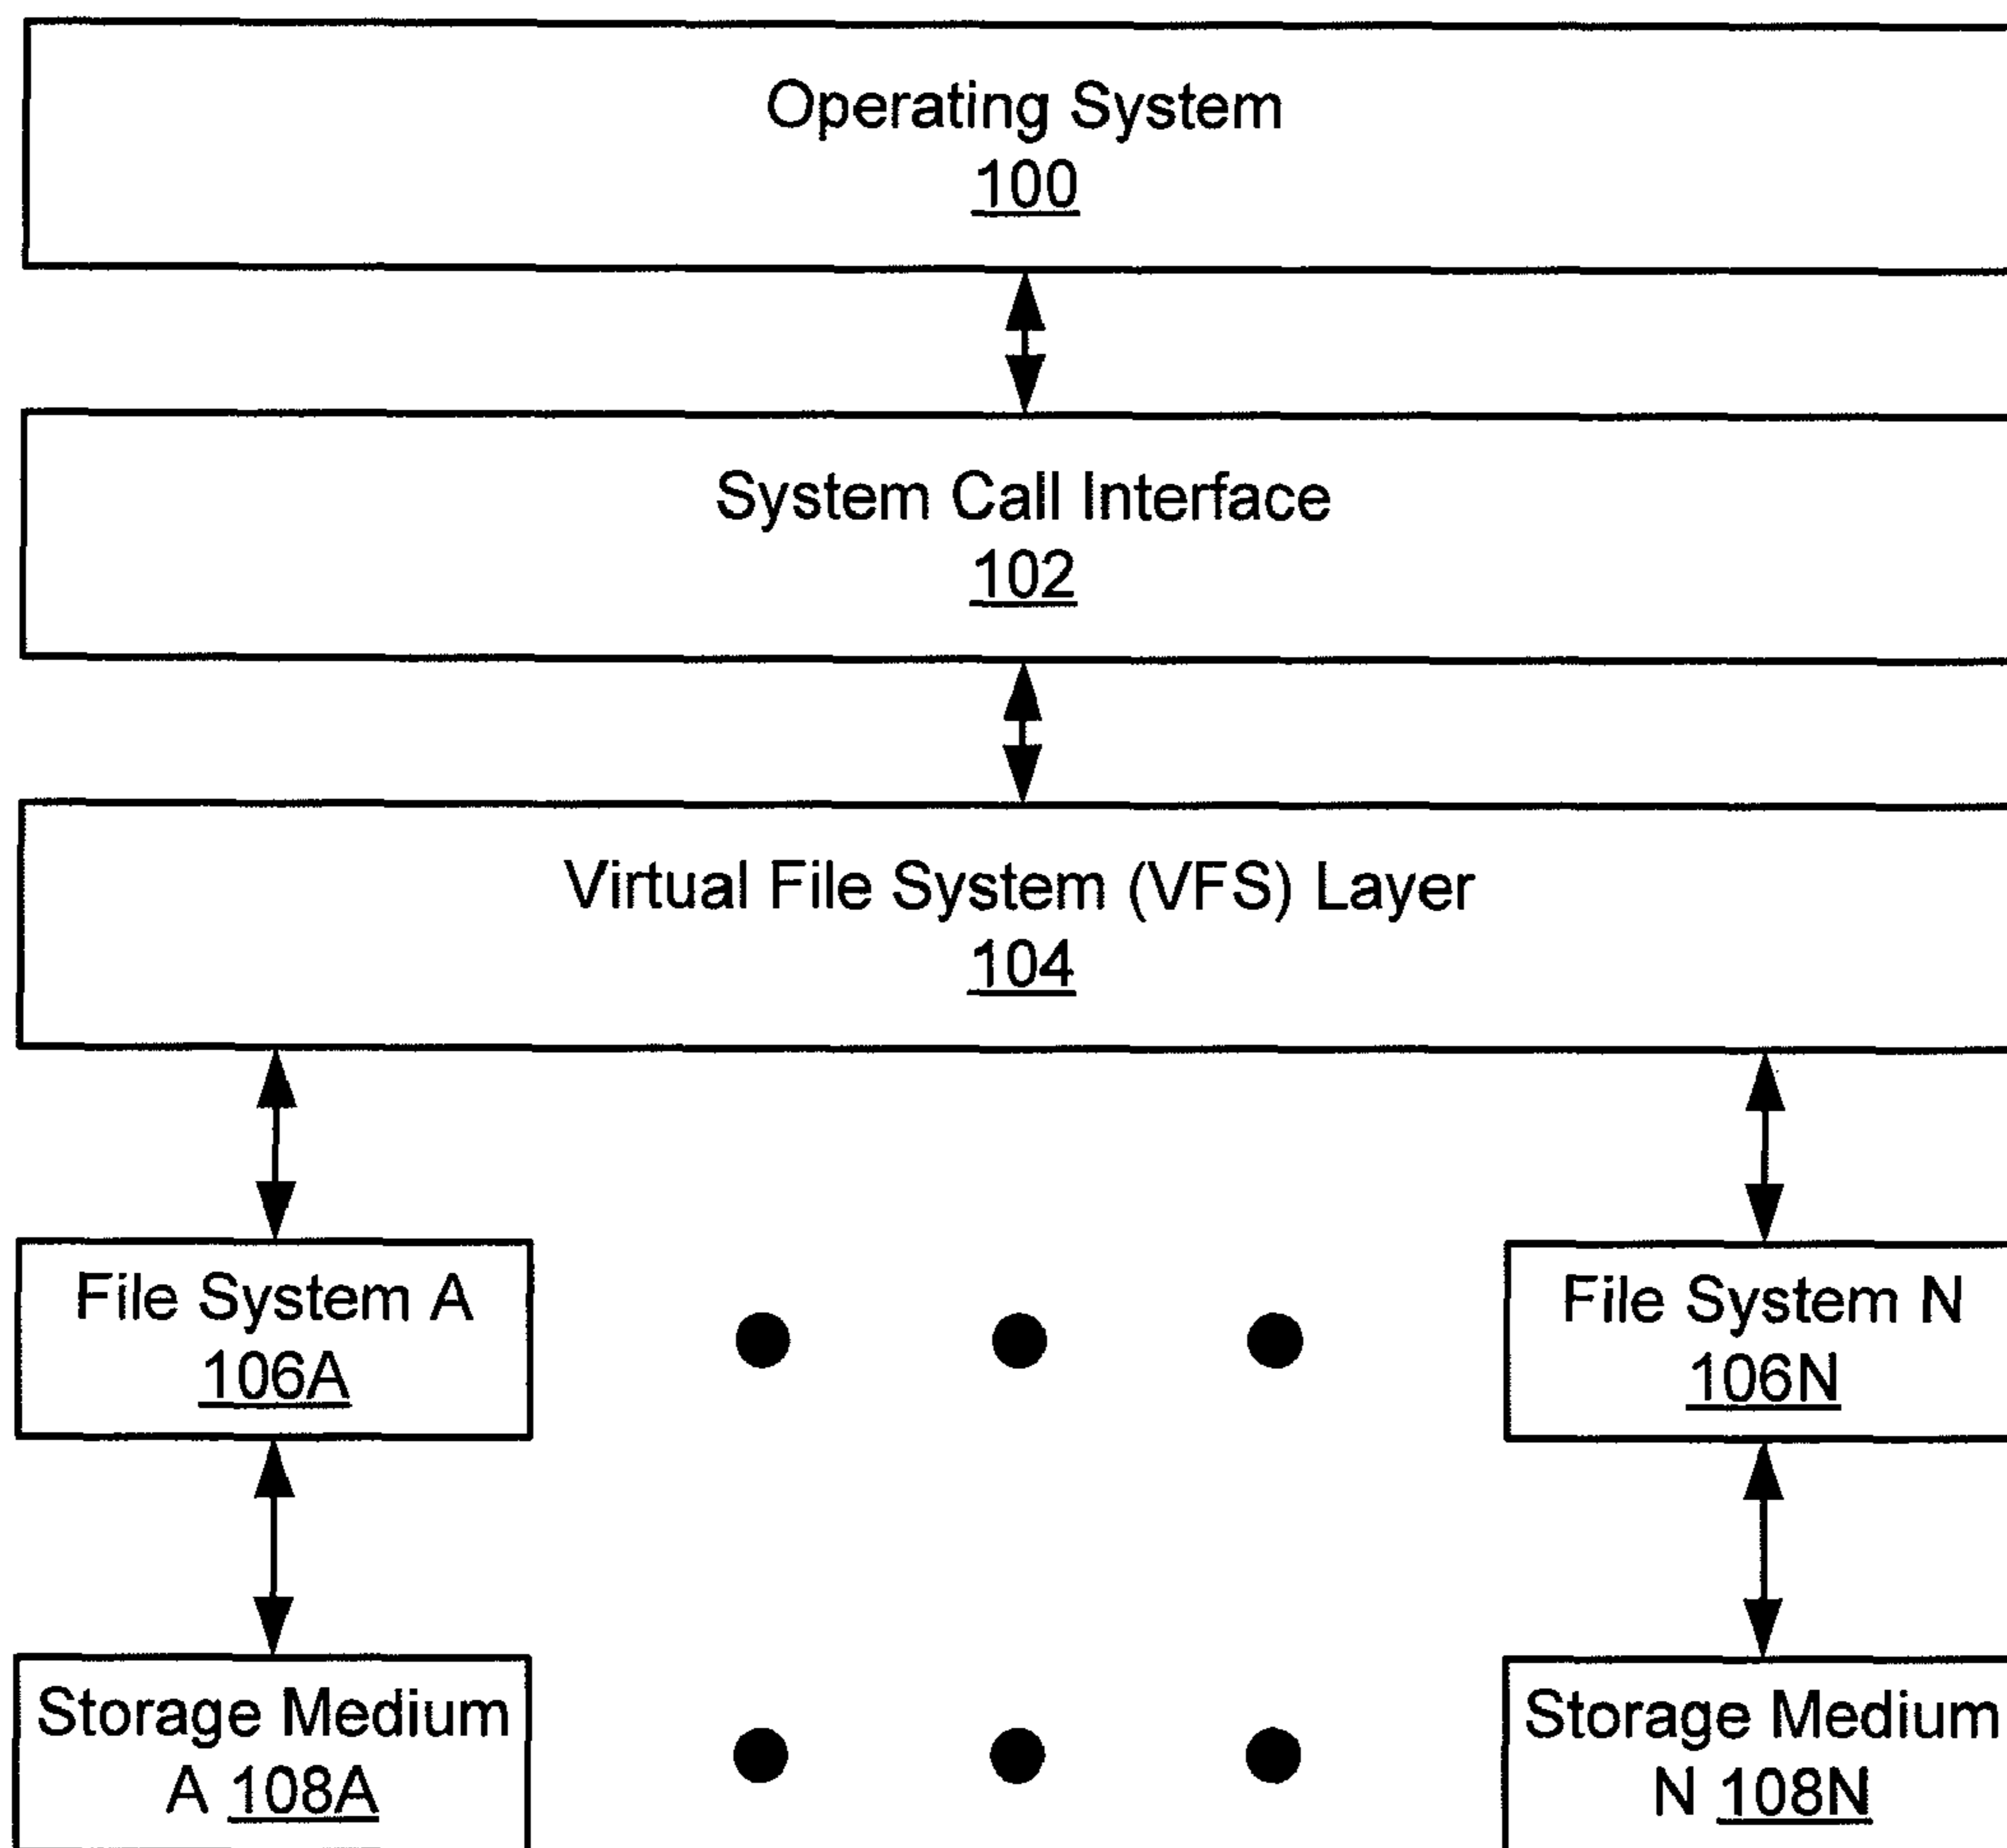 Operating System
100
System Call Interface
102
Virtual File System (VFS) Layer
104
File System A
106A
File System N
106N
Storage Medium
A 108A
Storage Medium
N 108N